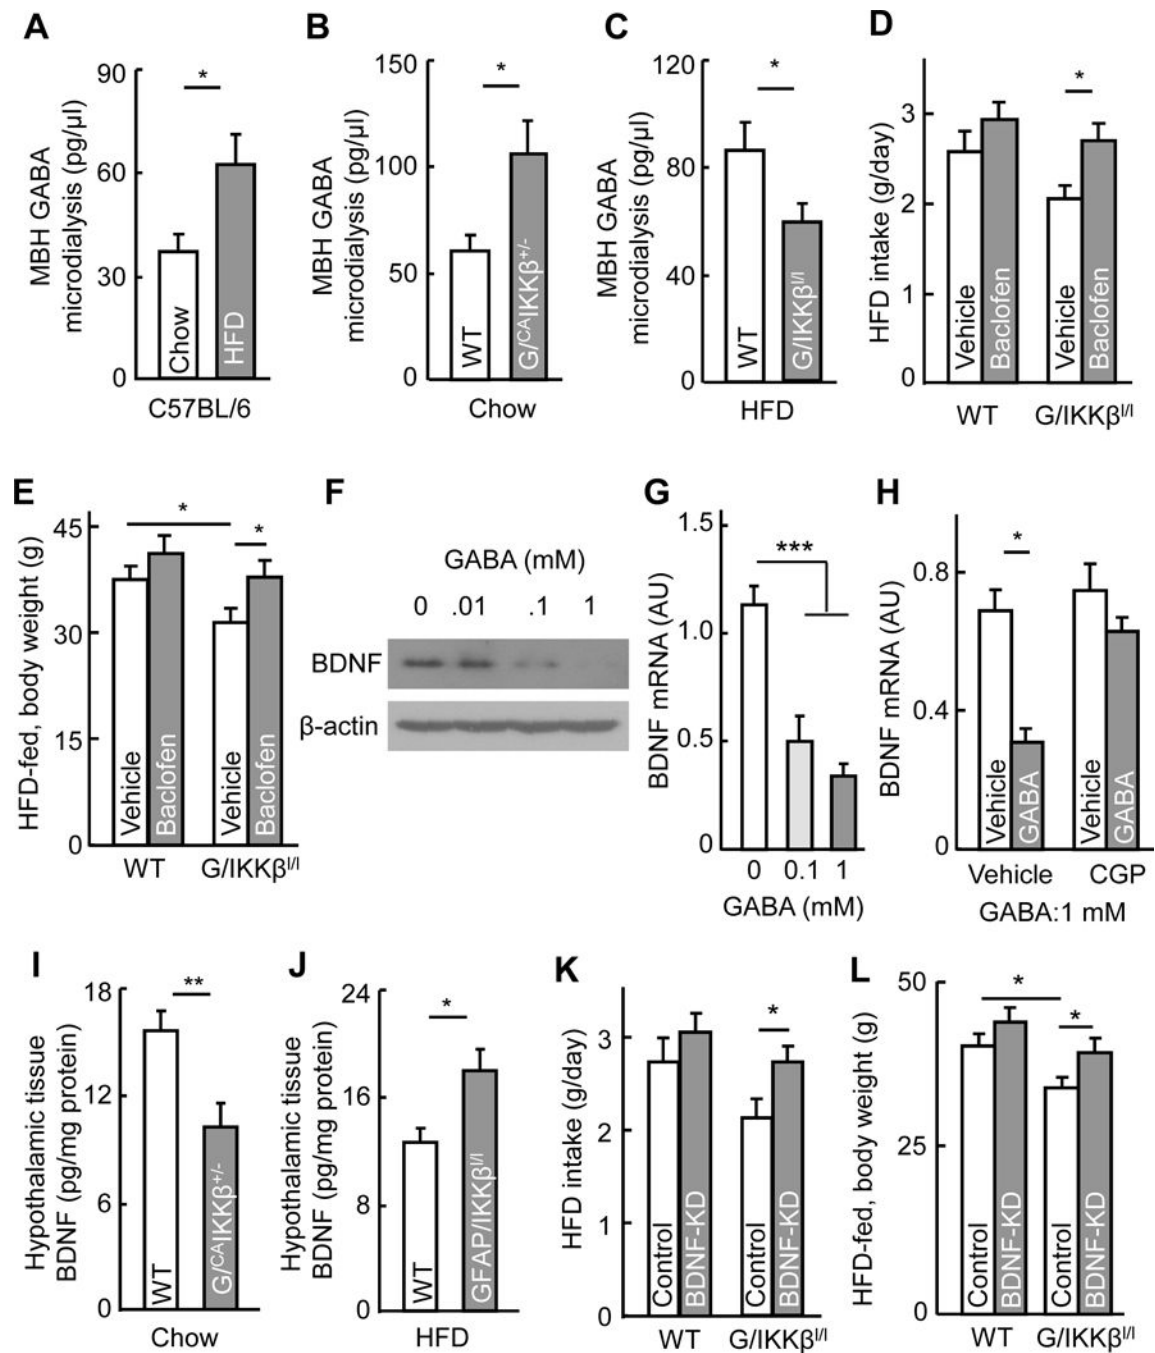 A
MBH GABA
microdialysis (pg/µl)
90
60
30
0
*
Chow
HFD
C57BL/6
B
MBH GABA
microdialysis (pg/µl)
150
100
50
0
*
WT
G/ᶜᴬIKKβ⁺/⁻
Chow
C
MBH GABA
microdialysis (pg/µl)
120
80
40
0
*
WT
G/IKKβˡ/ˡ
HFD
D
HFD intake (g/day)
3
2
1
0
*
Vehicle
Baclofen
Vehicle
Baclofen
WT
G/IKKβˡ/ˡ
E
HFD-fed, body weight (g)
45
30
15
0
*
*
Vehicle
Baclofen
Vehicle
Baclofen
WT
G/IKKβˡ/ˡ
F
GABA (mM)
0 .01 .1 1
BDNF
β-actin
G
BDNF mRNA (AU)
1.5
1.0
0.5
0
***
0 0.1 1
GABA (mM)
H
BDNF mRNA (AU)
0.8
0.4
0
*
Vehicle
GABA
Vehicle
GABA
Vehicle CGP
GABA:1 mM
I
Hypothalamic tissue
BDNF (pg/mg protein)
18
12
6
0
**
WT
G/ᶜᴬIKKβ⁺/⁻
Chow
J
Hypothalamic tissue
BDNF (pg/mg protein)
24
16
8
0
*
WT
GFAP/IKKβˡ/ˡ
HFD
K
HFD intake (g/day)
3
2
1
0
*
Control
BDNF-KD
Control
BDNF-KD
WT
G/IKKβˡ/ˡ
L
HFD-fed, body weight (g)
50
25
0
*
*
Control
BDNF-KD
Control
BDNF-KD
WT
G/IKKβˡ/ˡ